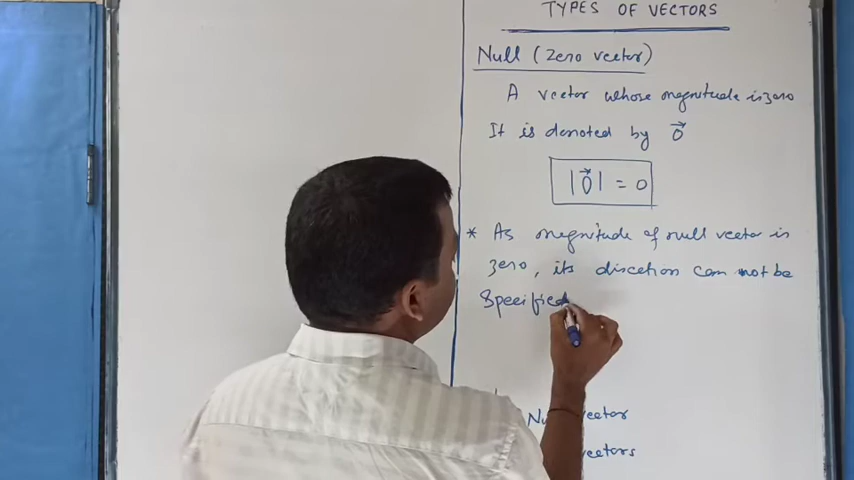 TYPES OF VECTORS
Null (Zero vector)
A vector whose magnitude is zero
It is denoted by 0⃗
|0⃗| = 0
* As magnitude of null vector is
zero, its direction can not be
Specified
vector
vectors